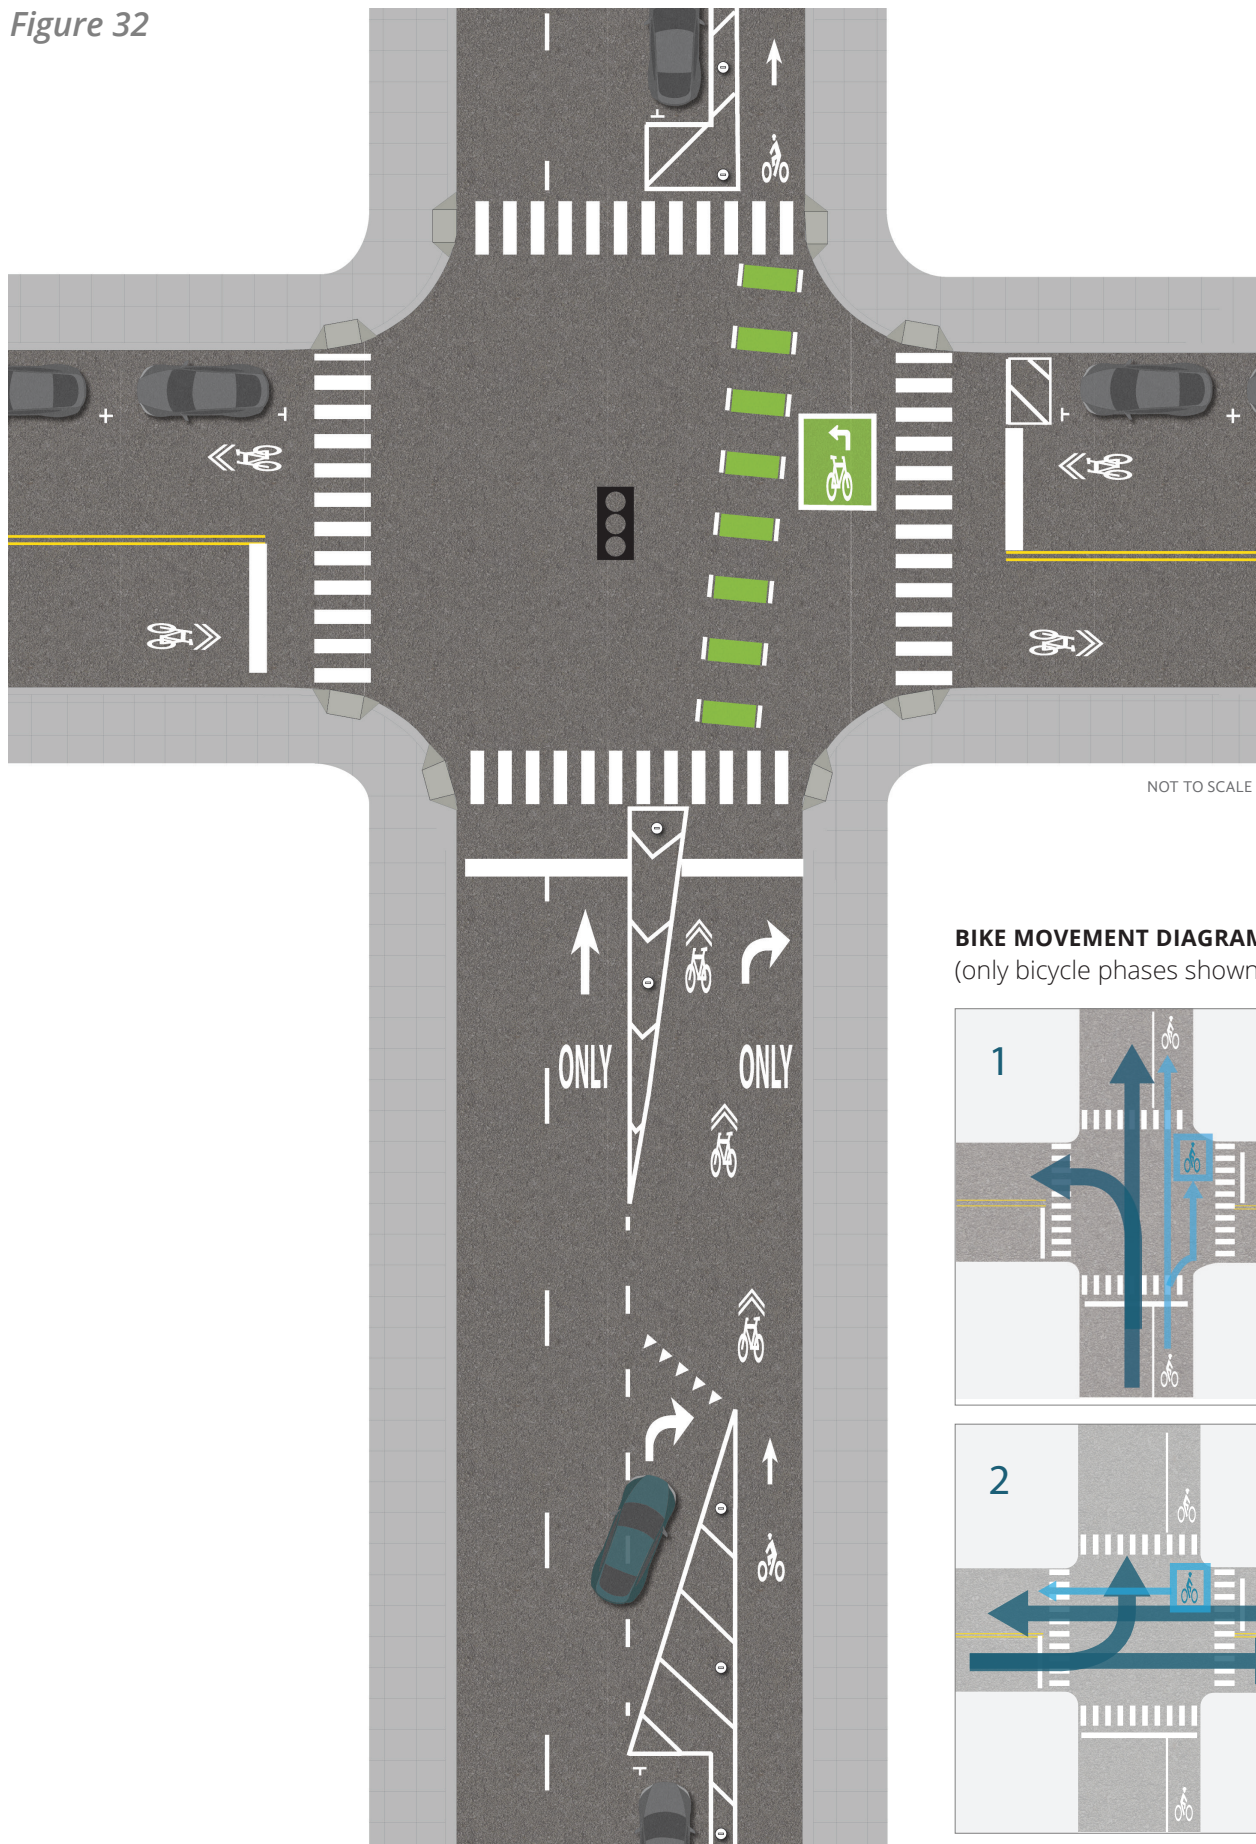 Figure 32
NOT TO SCALE
ONLY
ONLY
BIKE MOVEMENT DIAGRAM
(only bicycle phases shown
1
2